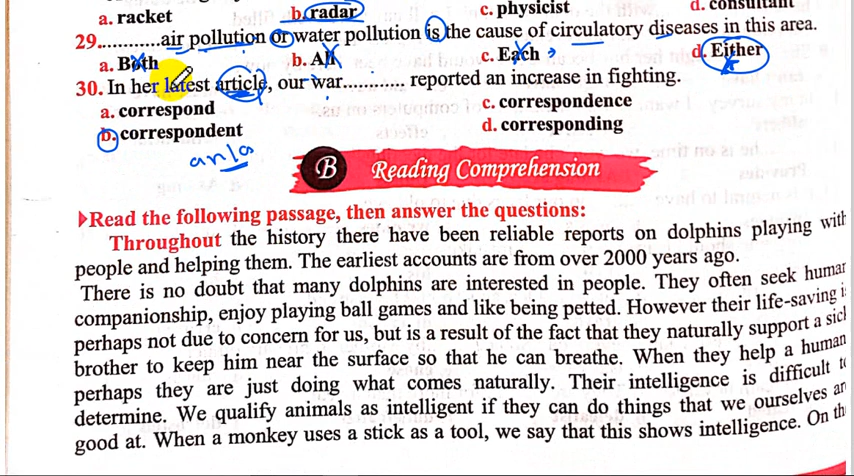 a. racket b. radar c. physicist d. consultant
29...........air pollution or water pollution is the cause of circulatory diseases in this area.
a. Both b. All c. Each d. Either
30. In her latest article, our war............ reported an increase in fighting.
a. correspond c. correspondence
b. correspondent d. corresponding
an/a
B Reading Comprehension
Read the following passage, then answer the questions:
Throughout the history there have been reliable reports on dolphins playing with
people and helping them. The earliest accounts are from over 2000 years ago.
There is no doubt that many dolphins are interested in people. They often seek human
companionship, enjoy playing ball games and like being petted. However their life-saving is
perhaps not due to concern for us, but is a result of the fact that they naturally support a sick
brother to keep him near the surface so that he can breathe. When they help a human
perhaps they are just doing what comes naturally. Their intelligence is difficult to
determine. We qualify animals as intelligent if they can do things that we ourselves are
good at. When a monkey uses a stick as a tool, we say that this shows intelligence. On the